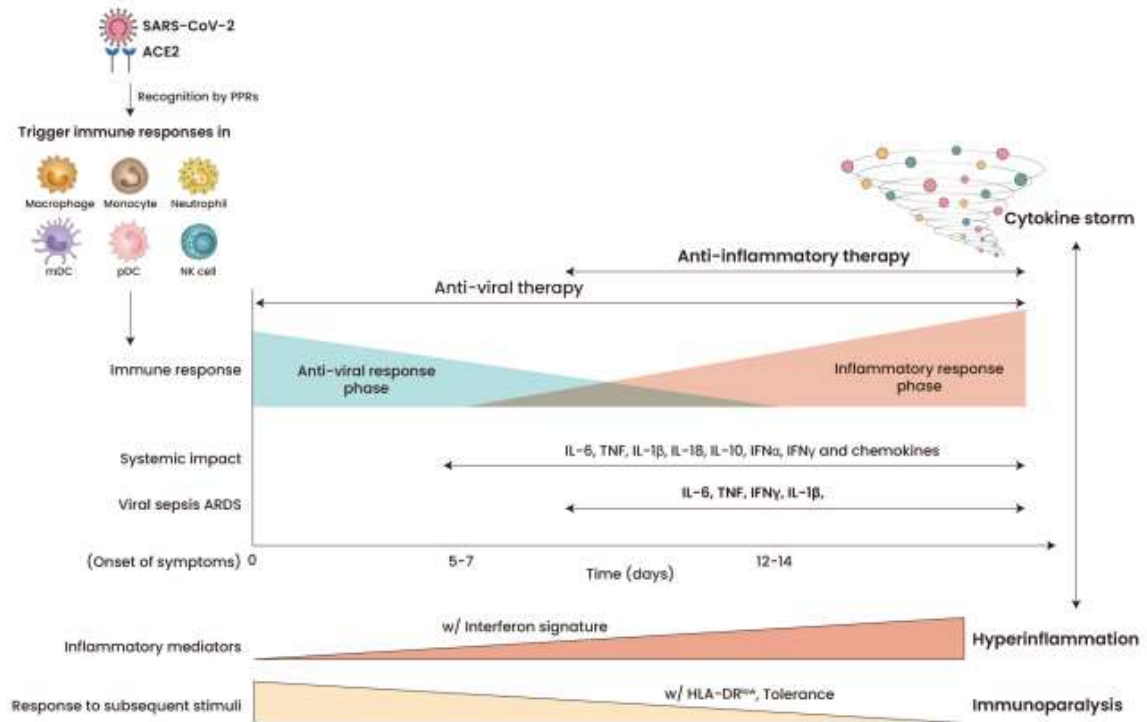 SARS-CoV-2
ACE2
Recognition by PPRs
Trigger immune responses in
Macrophage Monocyte Neutrophil
mDC pDC NK cell
Cytokine storm
Anti-inflammatory therapy
Anti-viral therapy
Immune response
Anti-viral response
phase
Inflammatory response
phase
Systemic impact
IL-6, TNF, IL-1β, IL-18, IL-10, IFNα, IFNγ and chemokines
Viral sepsis ARDS
IL-6, TNF, IFNγ, IL-1β,
(Onset of symptoms) 0 5-7 12-14
Time (days)
w/ Interferon signature
Inflammatory mediators
Hyperinflammation
w/ HLA-DRlow, Tolerance
Response to subsequent stimuli
Immunoparalysis